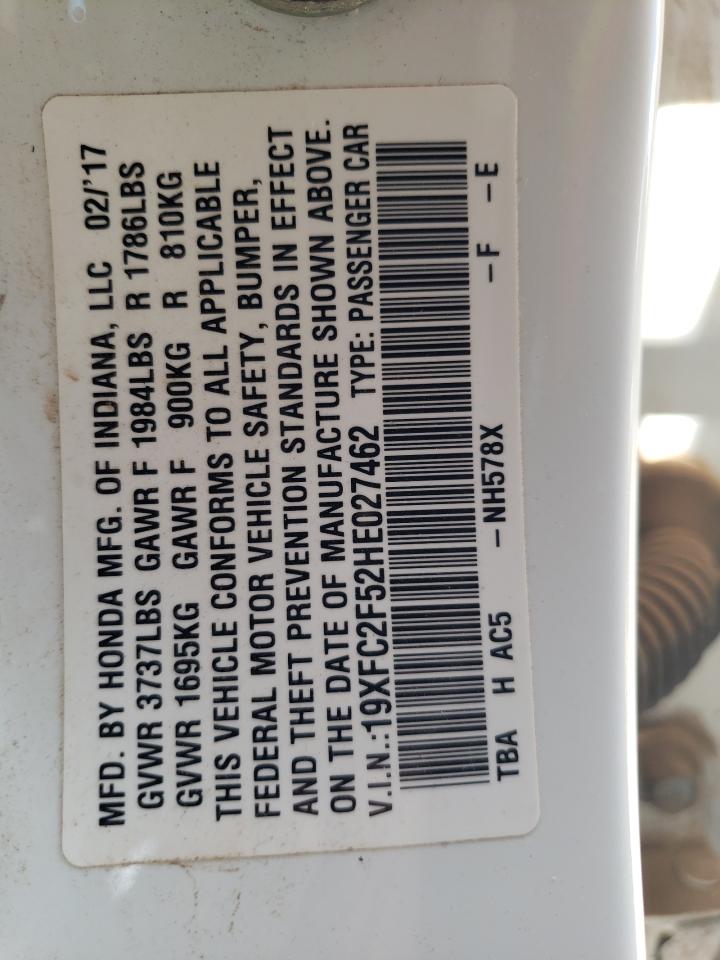 MFD. BY HONDA MFG. OF INDIANA, LLC 02/'17
GVWR 3737LBS GAWR F 1984LBS R 1786LBS
GVWR 1695KG GAWR F 900KG R 810KG
THIS VEHICLE CONFORMS TO ALL APPLICABLE
FEDERAL MOTOR VEHICLE SAFETY, BUMPER,
AND THEFT PREVENTION STANDARDS IN EFFECT
ON THE DATE OF MANUFACTURE SHOWN ABOVE.
V.I.N.:19XFC2F52HE027462 TYPE: PASSENGER CAR
TBA H AC5 -NH578X -F -E